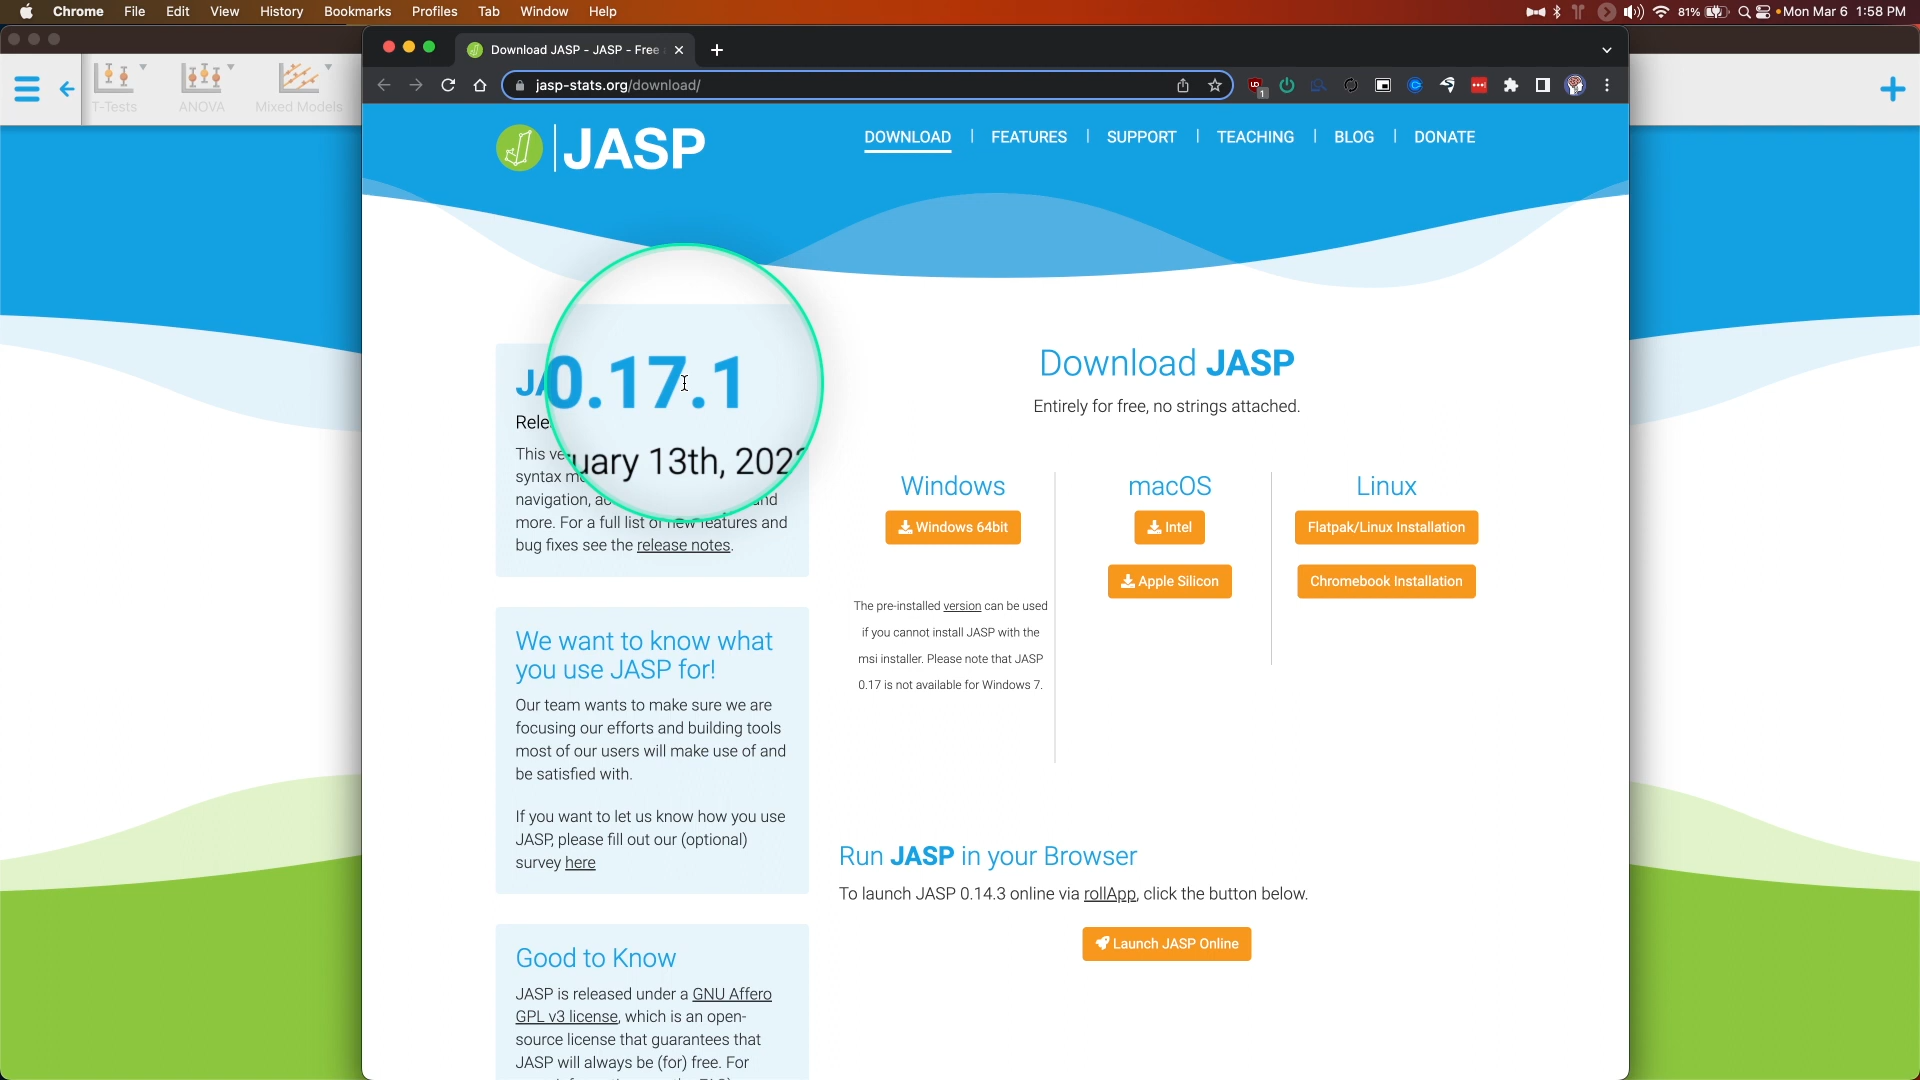 Chrome File Edit View History Bookmarks Profiles Tab Window Help
81% Mon Mar 6 1:58 PM
Download JASP - JASP - Free
jasp-stats.org/download/
1
T-Tests ANOVA Mixed Models
JASP
DOWNLOAD | FEATURES | SUPPORT | TEACHING | BLOG | DONATE
0.17.1
13th,
This
syntax
navigation,
more. For a full list of new features and
bug fixes see the release notes.
We want to know what
you use JASP for!
Our team wants to make sure we are
focusing our efforts and building tools
most of our users will make use of and
be satisfied with.
If you want to let us know how you use
JASP, please fill out our (optional)
survey here
Good to Know
JASP is released under a GNU Affero
GPL v3 license, which is an open-
source license that guarantees that
JASP will always be (for) free. For
Download JASP
Entirely for free, no strings attached.
Windows
Windows 64bit
The pre-installed version can be used
if you cannot install JASP with the
msi installer. Please note that JASP
0.17 is not available for Windows 7.
macOS
Intel
Apple Silicon
Linux
Flatpak/Linux Installation
Chromebook Installation
Run JASP in your Browser
To launch JASP 0.14.3 online via rollApp, click the button below.
Launch JASP Online